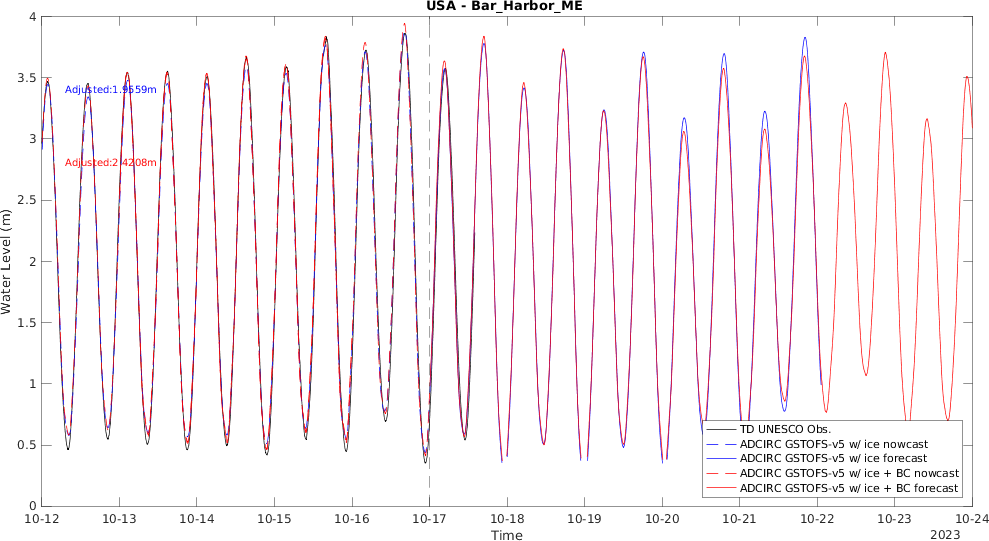 USA - Bar_Harbor_ME
4
3.5
3
2.5
2
1.5
1
0.5
0
Water Level (m)
Adjusted:1.9559m
Adjusted:2.4208m
TD UNESCO Obs.
ADCIRC GSTOFS-v5 w/ ice nowcast
ADCIRC GSTOFS-v5 w/ ice forecast
ADCIRC GSTOFS-v5 w/ ice + BC nowcast
ADCIRC GSTOFS-v5 w/ ice + BC forecast
10-12 10-13 10-14 10-15 10-16 10-17 10-18 10-19 10-20 10-21 10-22 10-23 10-24
Time
2023